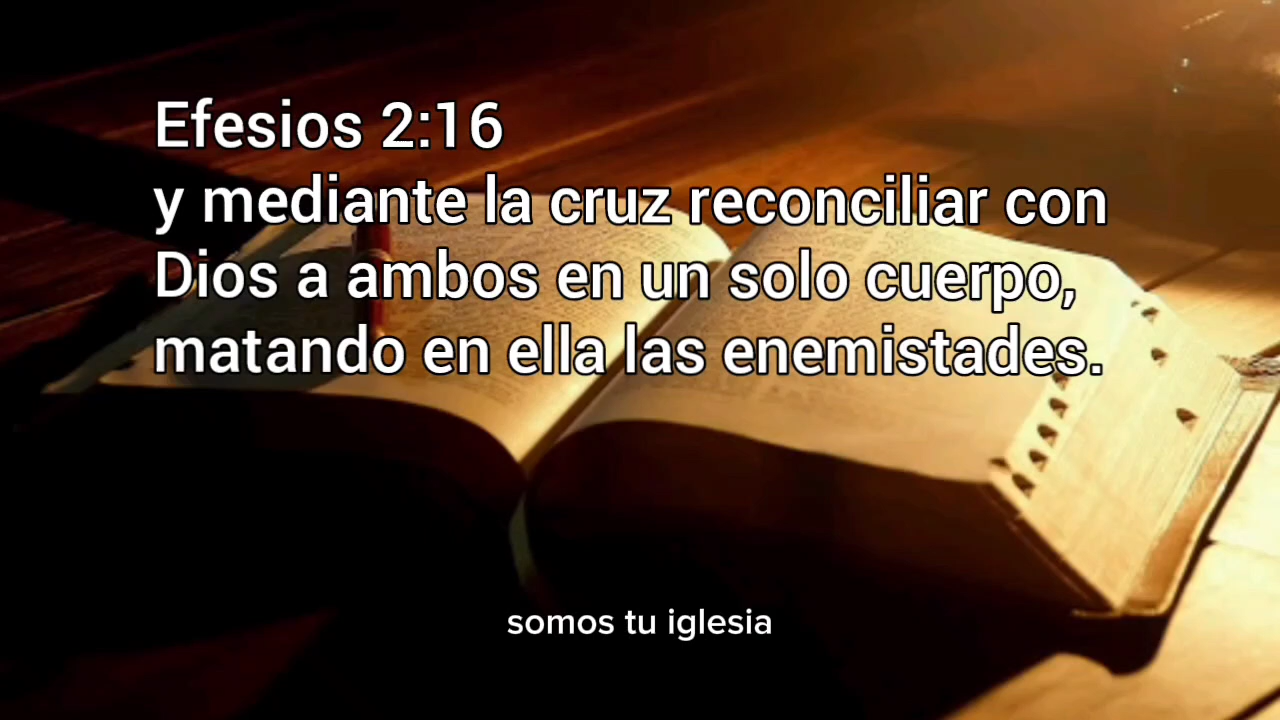 Efesios 2:16
y mediante la cruz reconciliar con
Dios a ambos en un solo cuerpo,
matando en ella las enemistades.
somos tu iglesia